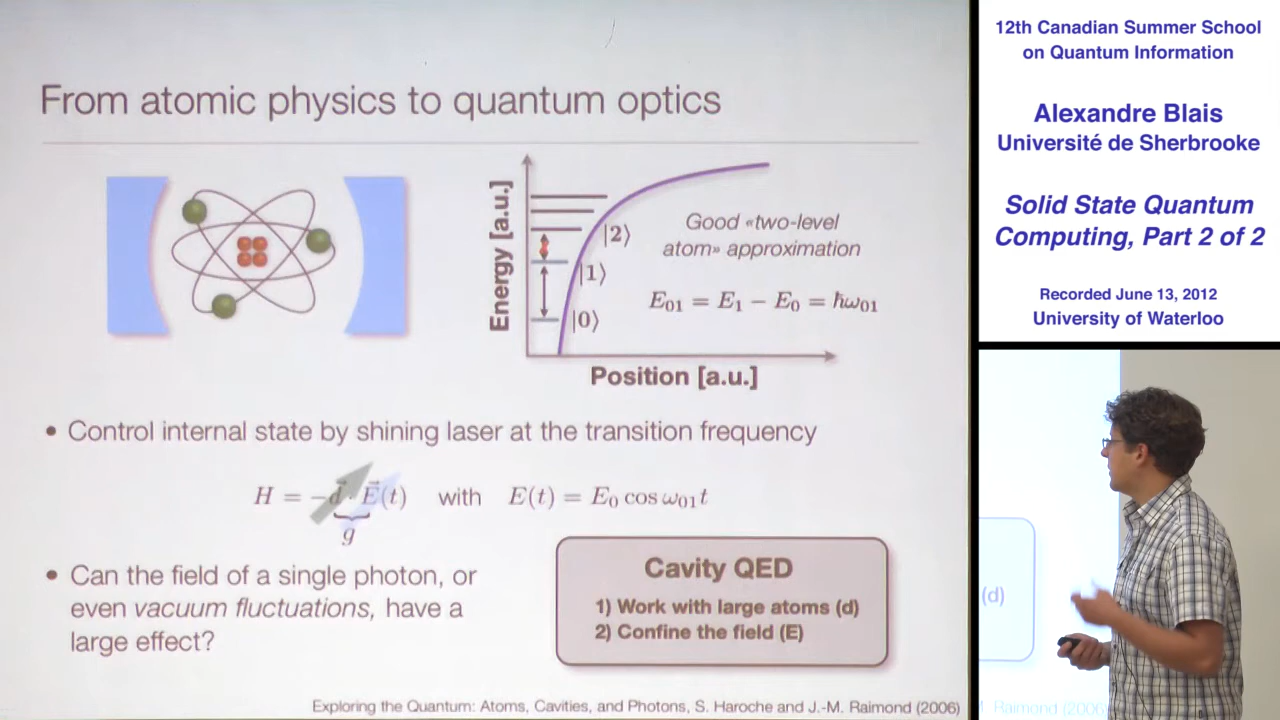 From atomic physics to quantum optics
Energy [a.u.]
|2⟩
|1⟩
|0⟩
Position [a.u.]
Good «two-level
atom» approximation
E₀₁ = E₁ − E₀ = ħω₀₁
• Control internal state by shining laser at the transition frequency
H = −d⃗ · E⃗(t) with E(t) = E₀ cos ω₀₁t
g
• Can the field of a single photon, or
even vacuum fluctuations, have a
large effect?
Cavity QED
1) Work with large atoms (d)
2) Confine the field (E)
Exploring the Quantum: Atoms, Cavities, and Photons, S. Haroche and J.-M. Raimond (2006)
12th Canadian Summer School
on Quantum Information
Alexandre Blais
Université de Sherbrooke
Solid State Quantum
Computing, Part 2 of 2
Recorded June 13, 2012
University of Waterloo
(d)
M. Raimond (2006)